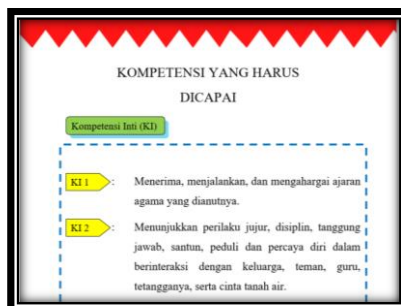 KOMPETENSI YANG HARUS
DICAPAI
Kompetensi Inti (KI)
KI 1 : Menerima, menjalankan, dan mengahargai ajaran
agama yang dianutnya.
KI 2 : Menunjukkan perilaku jujur, disiplin, tanggung
jawab, santun, peduli dan percaya diri dalam
berinteraksi dengan keluarga, teman, guru,
tetangganya, serta cinta tanah air.